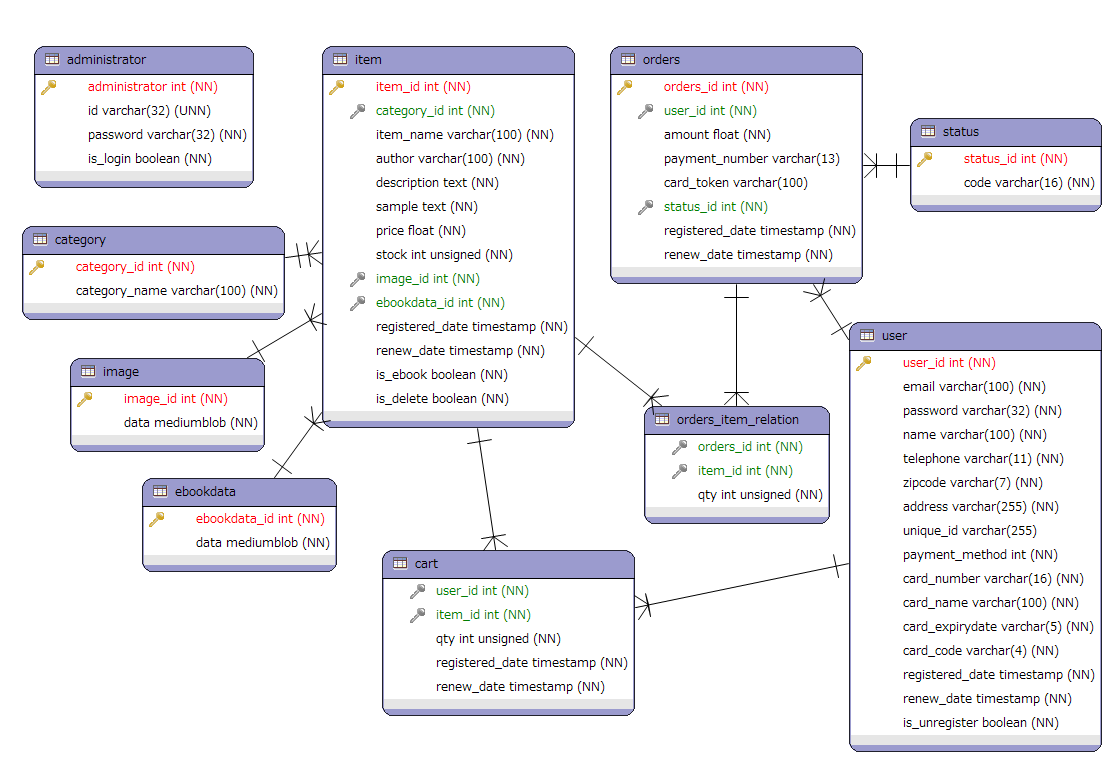 administrator
administrator int (NN)
id varchar(32) (UNN)
password varchar(32) (NN)
is_login boolean (NN)
item
item_id int (NN)
category_id int (NN)
item_name varchar(100) (NN)
author varchar(100) (NN)
description text (NN)
sample text (NN)
price float (NN)
stock int unsigned (NN)
image_id int (NN)
ebookdata_id int (NN)
registered_date timestamp (NN)
renew_date timestamp (NN)
is_ebook boolean (NN)
is_delete boolean (NN)
orders
orders_id int (NN)
user_id int (NN)
amount float (NN)
payment_number varchar(13)
card_token varchar(100)
status_id int (NN)
registered_date timestamp (NN)
renew_date timestamp (NN)
status
status_id int (NN)
code varchar(16) (NN)
category
category_id int (NN)
category_name varchar(100) (NN)
image
image_id int (NN)
data mediumblob (NN)
ebookdata
ebookdata_id int (NN)
data mediumblob (NN)
orders_item_relation
orders_id int (NN)
item_id int (NN)
qty int unsigned (NN)
cart
user_id int (NN)
item_id int (NN)
qty int unsigned (NN)
registered_date timestamp (NN)
renew_date timestamp (NN)
user
user_id int (NN)
email varchar(100) (NN)
password varchar(32) (NN)
name varchar(100) (NN)
telephone varchar(11) (NN)
zipcode varchar(7) (NN)
address varchar(255) (NN)
unique_id varchar(255)
payment_method int (NN)
card_number varchar(16) (NN)
card_name varchar(100) (NN)
card_expirydate varchar(5) (NN)
card_code varchar(4) (NN)
registered_date timestamp (NN)
renew_date timestamp (NN)
is_unregister boolean (NN)